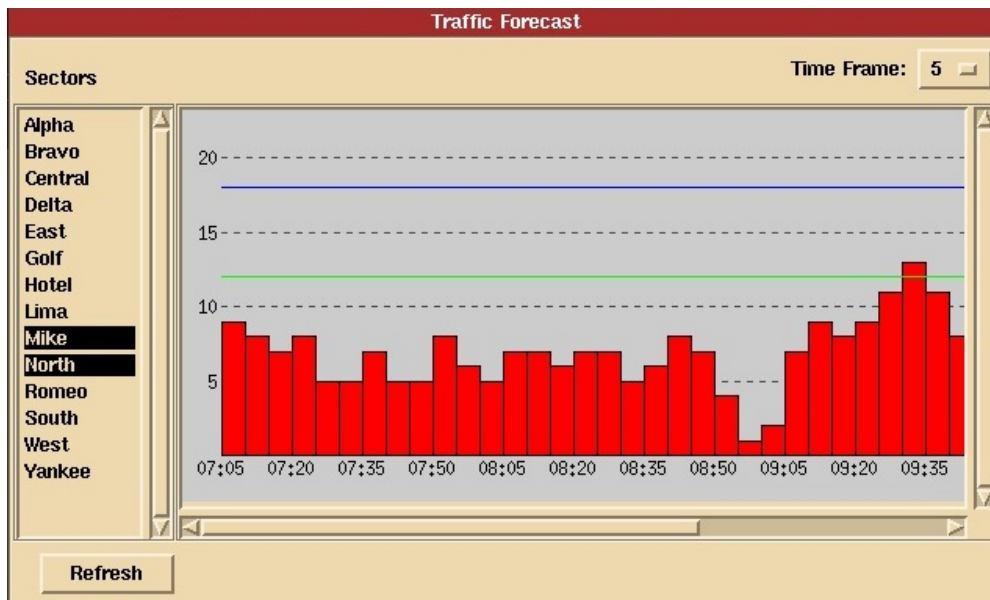 Traffic Forecast
Sectors
Time Frame: 5
Alpha
Bravo
Central
Delta
East
Golf
Hotel
Lima
Mike
North
Romeo
South
West
Yankee
20
15
10
5
07:05 07:20 07:35 07:50 08:05 08:20 08:35 08:50 09:05 09:20 09:35
Refresh